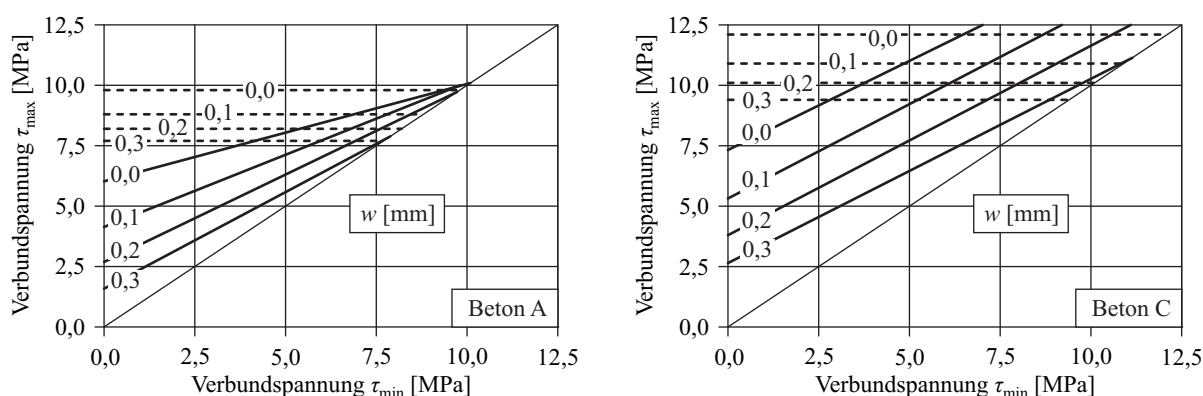 Verbundspannung τmax [MPa]
12,5
10,0
7,5
5,0
2,5
0,0
0,0
0,1
0,2
0,3
0,0
0,1
0,2
0,3
w [mm]
Beton A
0,0 2,5 5,0 7,5 10,0 12,5
Verbundspannung τmin [MPa]
Verbundspannung τmax [MPa]
12,5
10,0
7,5
5,0
2,5
0,0
0,0
0,1
0,2
0,3
0,0
0,1
0,2
0,3
w [mm]
Beton C
0,0 2,5 5,0 7,5 10,0 12,5
Verbundspannung τmin [MPa]